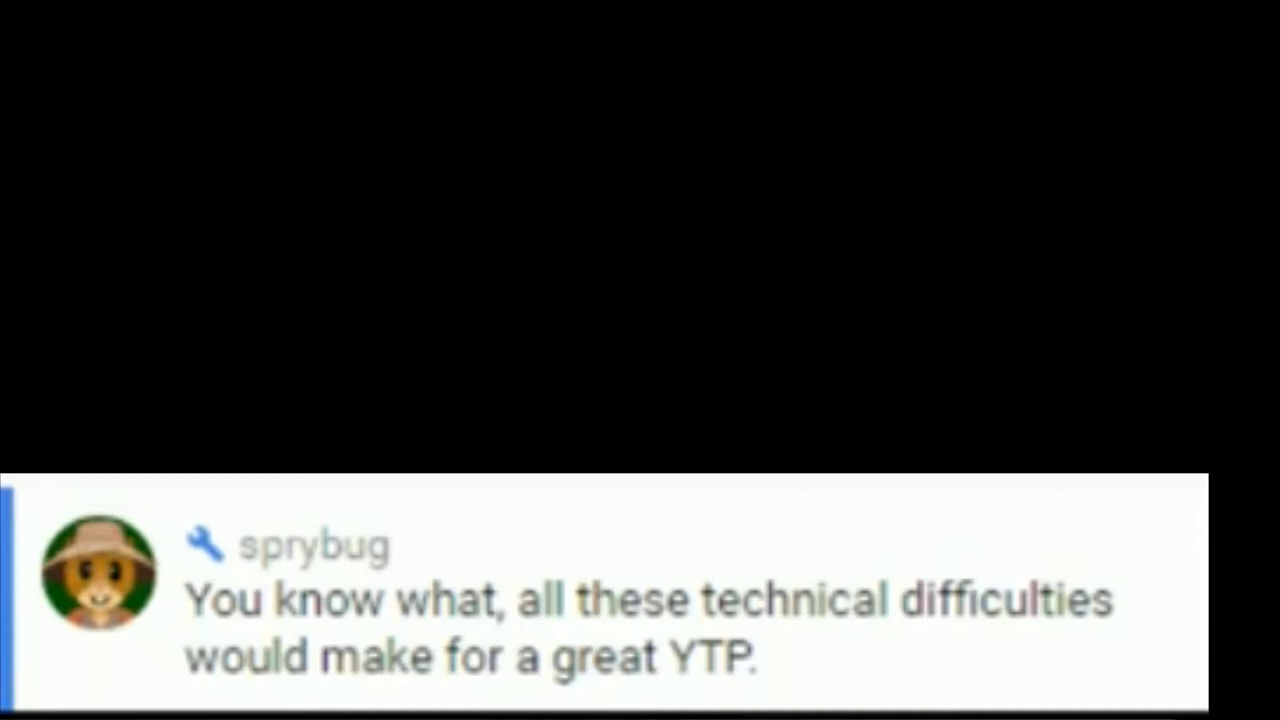 sprybug
You know what, all these technical difficulties
would make for a great YTP.